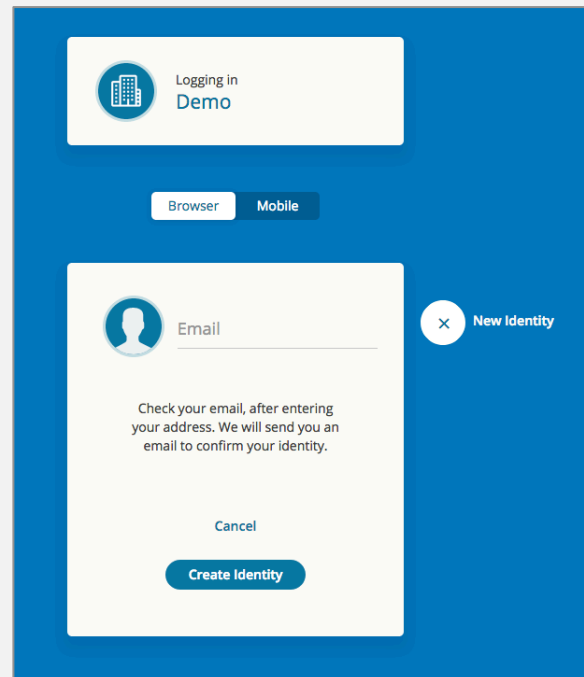 Logging in
Demo
Browser
Mobile
Email
New Identity
Check your email, after entering
your address. We will send you an
email to confirm your identity.
Cancel
Create Identity